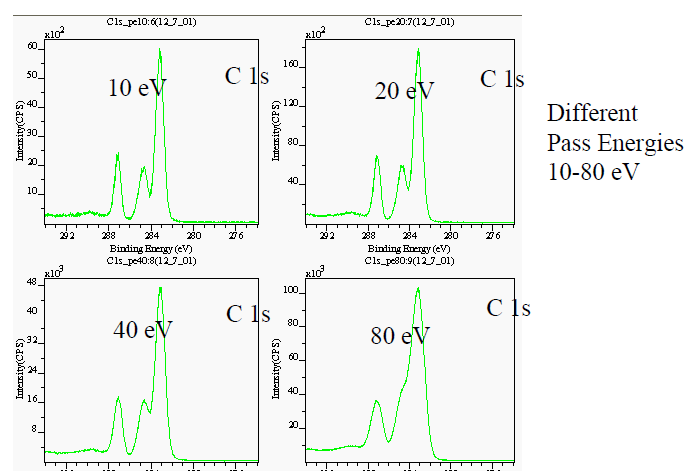 C1s_pe10:6(12_7_01)
x10²
Intensity(CPS)
60
50
40
30
20
10
10 eV
C 1s
292 288 284 280 276
Binding Energy (eV)
C1s_pe20:7(12_7_01)
x10²
Intensity(CPS)
160
120
80
40
20 eV
C 1s
292 288 284 280 276
Binding Energy (eV)
Different
Pass Energies
10-80 eV
C1s_pe40:8(12_7_01)
x10³
Intensity(CPS)
48
40
32
24
16
8
40 eV
C 1s
C1s_pe80:9(12_7_01)
x10³
Intensity(CPS)
100
80
60
40
20
80 eV
C 1s